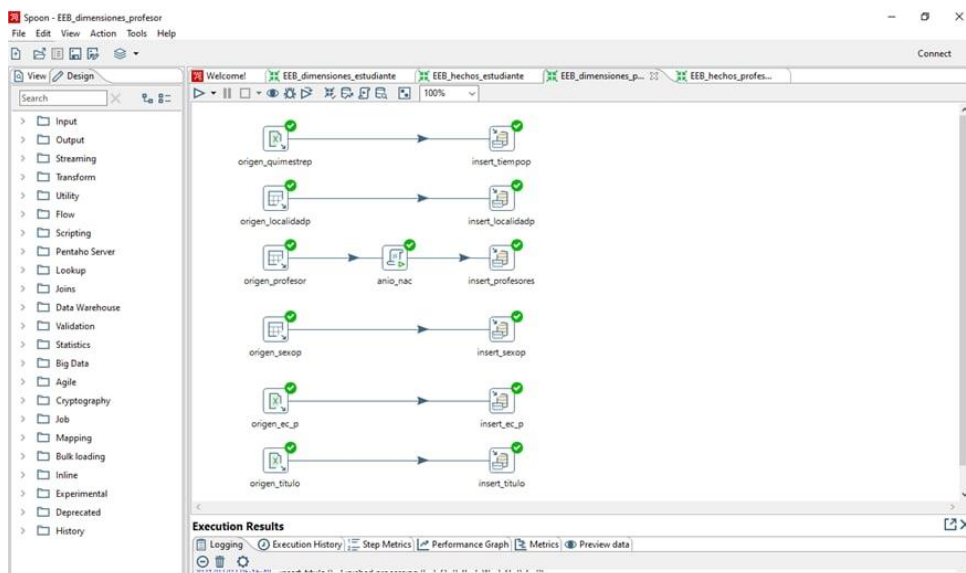 Spoon - EEB_dimensiones_profesor
File Edit View Action Tools Help
Connect
View Design
Welcome! EEB_dimensiones_estudiante EEB_hechos_estudiante EEB_dimensiones_p... EEB_hechos_profes...
Search
100%
Input
Output
Streaming
Transform
Utility
Flow
Scripting
Pentaho Server
Lookup
Joins
Data Warehouse
Validation
Statistics
Big Data
Agile
Cryptography
Job
Mapping
Bulk loading
Inline
Experimental
Deprecated
History
origen_quimestrep insert_tiempop
origen_localidadp insert_localidadp
origen_profesor anio_nac insert_profesores
origen_sexop insert_sexop
origen_ec_p insert_ec_p
origen_titulo insert_titulo
Execution Results
Logging Execution History Step Metrics Performance Graph Metrics Preview data